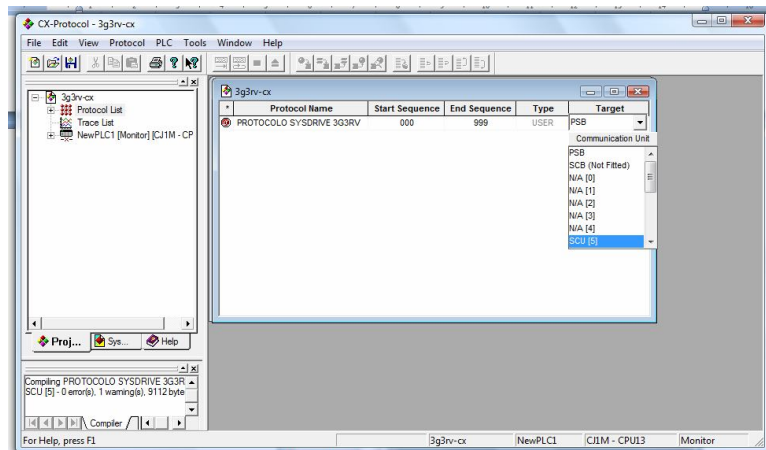 CX-Protocol - 3g3rv-cx
File Edit View Protocol PLC Tools Window Help
3g3rv-cx
Protocol List
Trace List
NewPLC1 [Monitor] [CJ1M - CP
Proj... Sys... Help
3g3rv-cx
* Protocol Name Start Sequence End Sequence Type Target
PROTOCOLO SYSDRIVE 3G3RV 000 999 USER PSB
Communication Unit
PSB
SCB (Not Fitted)
N/A [0]
N/A [1]
N/A [2]
N/A [3]
N/A [4]
SCU [5]
Compiling PROTOCOLO SYSDRIVE 3G3R
SCU [5] - 0 error(s), 1 warning(s), 9112 byte
Compiler
For Help, press F1 3g3rv-cx NewPLC1 CJ1M - CPU13 Monitor